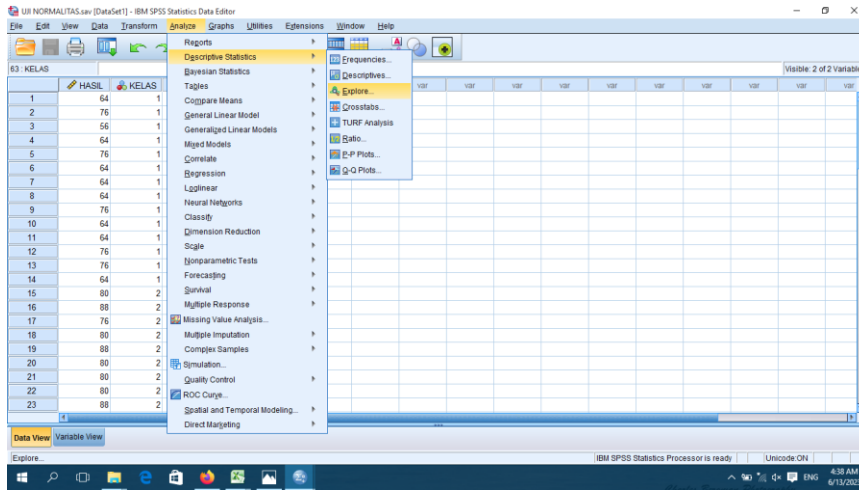 UJI NORMALITAS.sav [DataSet1] - IBM SPSS Statistics Data Editor
File Edit View Data Transform Analyze Graphs Utilities Extensions Window Help
63 : KELAS
Visible: 2 of 2 Variable
HASIL KELAS var var var var var var var var
1 64 1
2 76 1
3 56 1
4 64 1
5 76 1
6 64 1
7 64 1
8 64 1
9 76 1
10 64 1
11 64 1
12 76 1
13 76 1
14 64 1
15 80 2
16 88 2
17 76 2
18 80 2
19 88 2
20 80 2
21 80 2
22 80 2
23 88 2
Reports
Descriptive Statistics
Bayesian Statistics
Tables
Compare Means
General Linear Model
Generalized Linear Models
Mixed Models
Correlate
Regression
Loglinear
Neural Networks
Classify
Dimension Reduction
Scale
Nonparametric Tests
Forecasting
Survival
Multiple Response
Missing Value Analysis...
Multiple Imputation
Complex Samples
Simulation...
Quality Control
ROC Curve...
Spatial and Temporal Modeling...
Direct Marketing
Frequencies...
Descriptives...
Explore...
Crosstabs...
TURF Analysis
Ratio...
P-P Plots...
Q-Q Plots...
Data View Variable View
Explore...
IBM SPSS Statistics Processor is ready Unicode:ON
ENG
4:38 AM